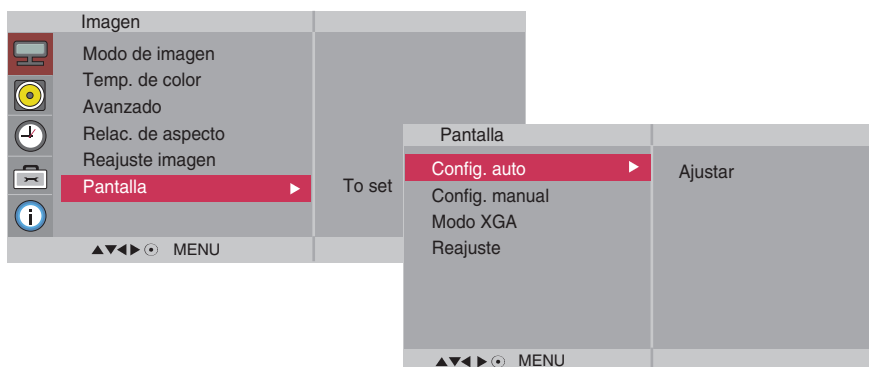 Imagen
Modo de imagen
Temp. de color
Avanzado
Relac. de aspecto
Reajuste imagen
Pantalla ▶ To set
▲▼◀▶⊙ MENU
Pantalla
Config. auto ▶ Ajustar
Config. manual
Modo XGA
Reajuste
▲▼◀▶⊙ MENU